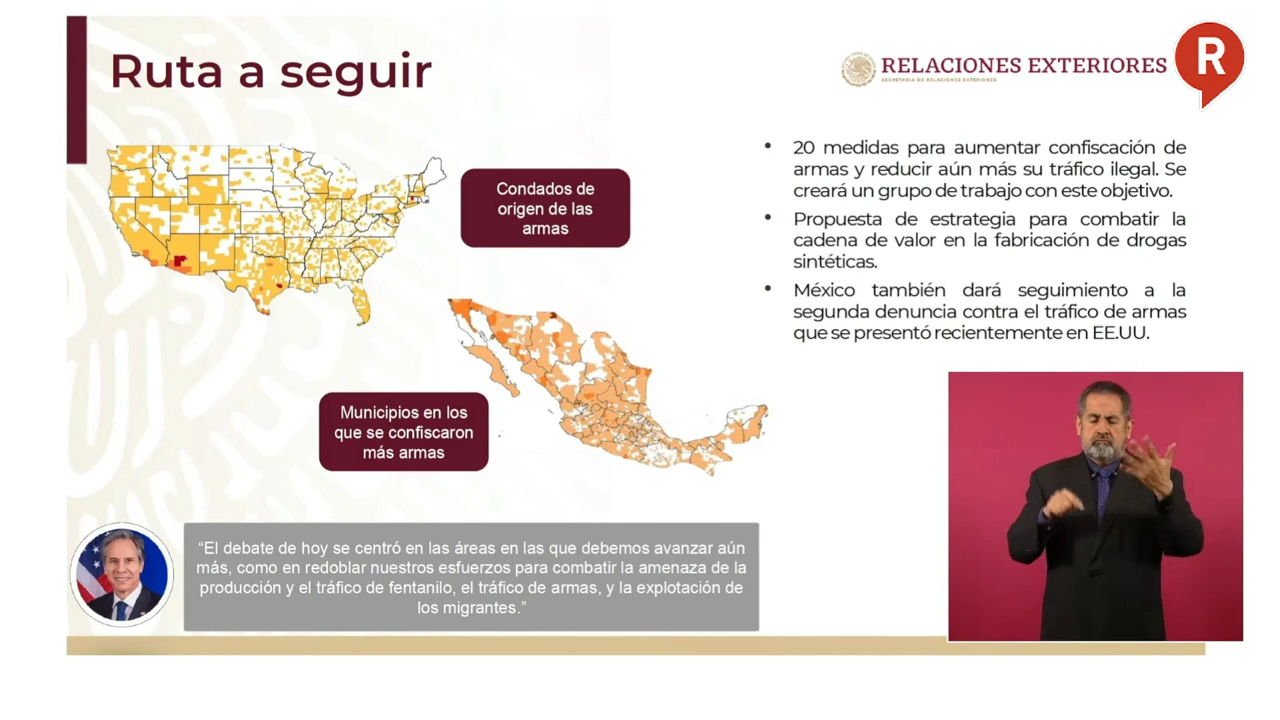 Ruta a seguir
RELACIONES EXTERIORES
SECRETARÍA DE RELACIONES EXTERIORES
R
Condados de
origen de las
armas
Municipios en los
que se confiscaron
más armas
• 20 medidas para aumentar confiscación de
armas y reducir aún más su tráfico ilegal. Se
creará un grupo de trabajo con este objetivo.
• Propuesta de estrategia para combatir la
cadena de valor en la fabricación de drogas
sintéticas.
• México también dará seguimiento a la
segunda denuncia contra el tráfico de armas
que se presentó recientemente en EE.UU.
“El debate de hoy se centró en las áreas en las que debemos avanzar aún
más, como en redoblar nuestros esfuerzos para combatir la amenaza de la
producción y el tráfico de fentanilo, el tráfico de armas, y la explotación de
los migrantes.”